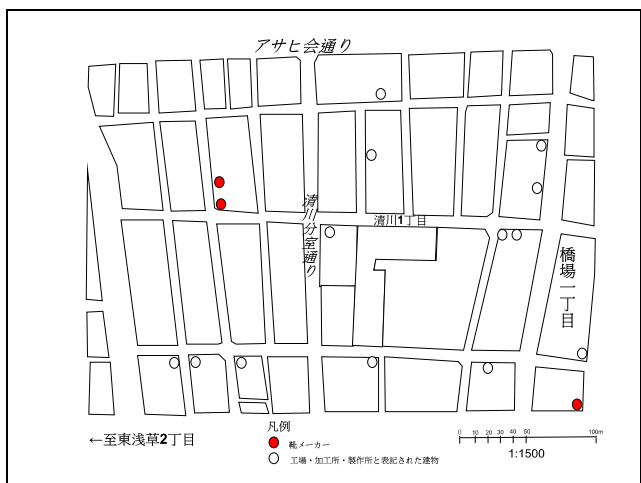 アサヒ会通り
清川分室通り
清川1丁目
橋場一丁目
←至東浅草2丁目
凡例
靴メーカー
工場・加工所・製作所と表記された建物
0 10 20 30 40 50 100m
1:1500